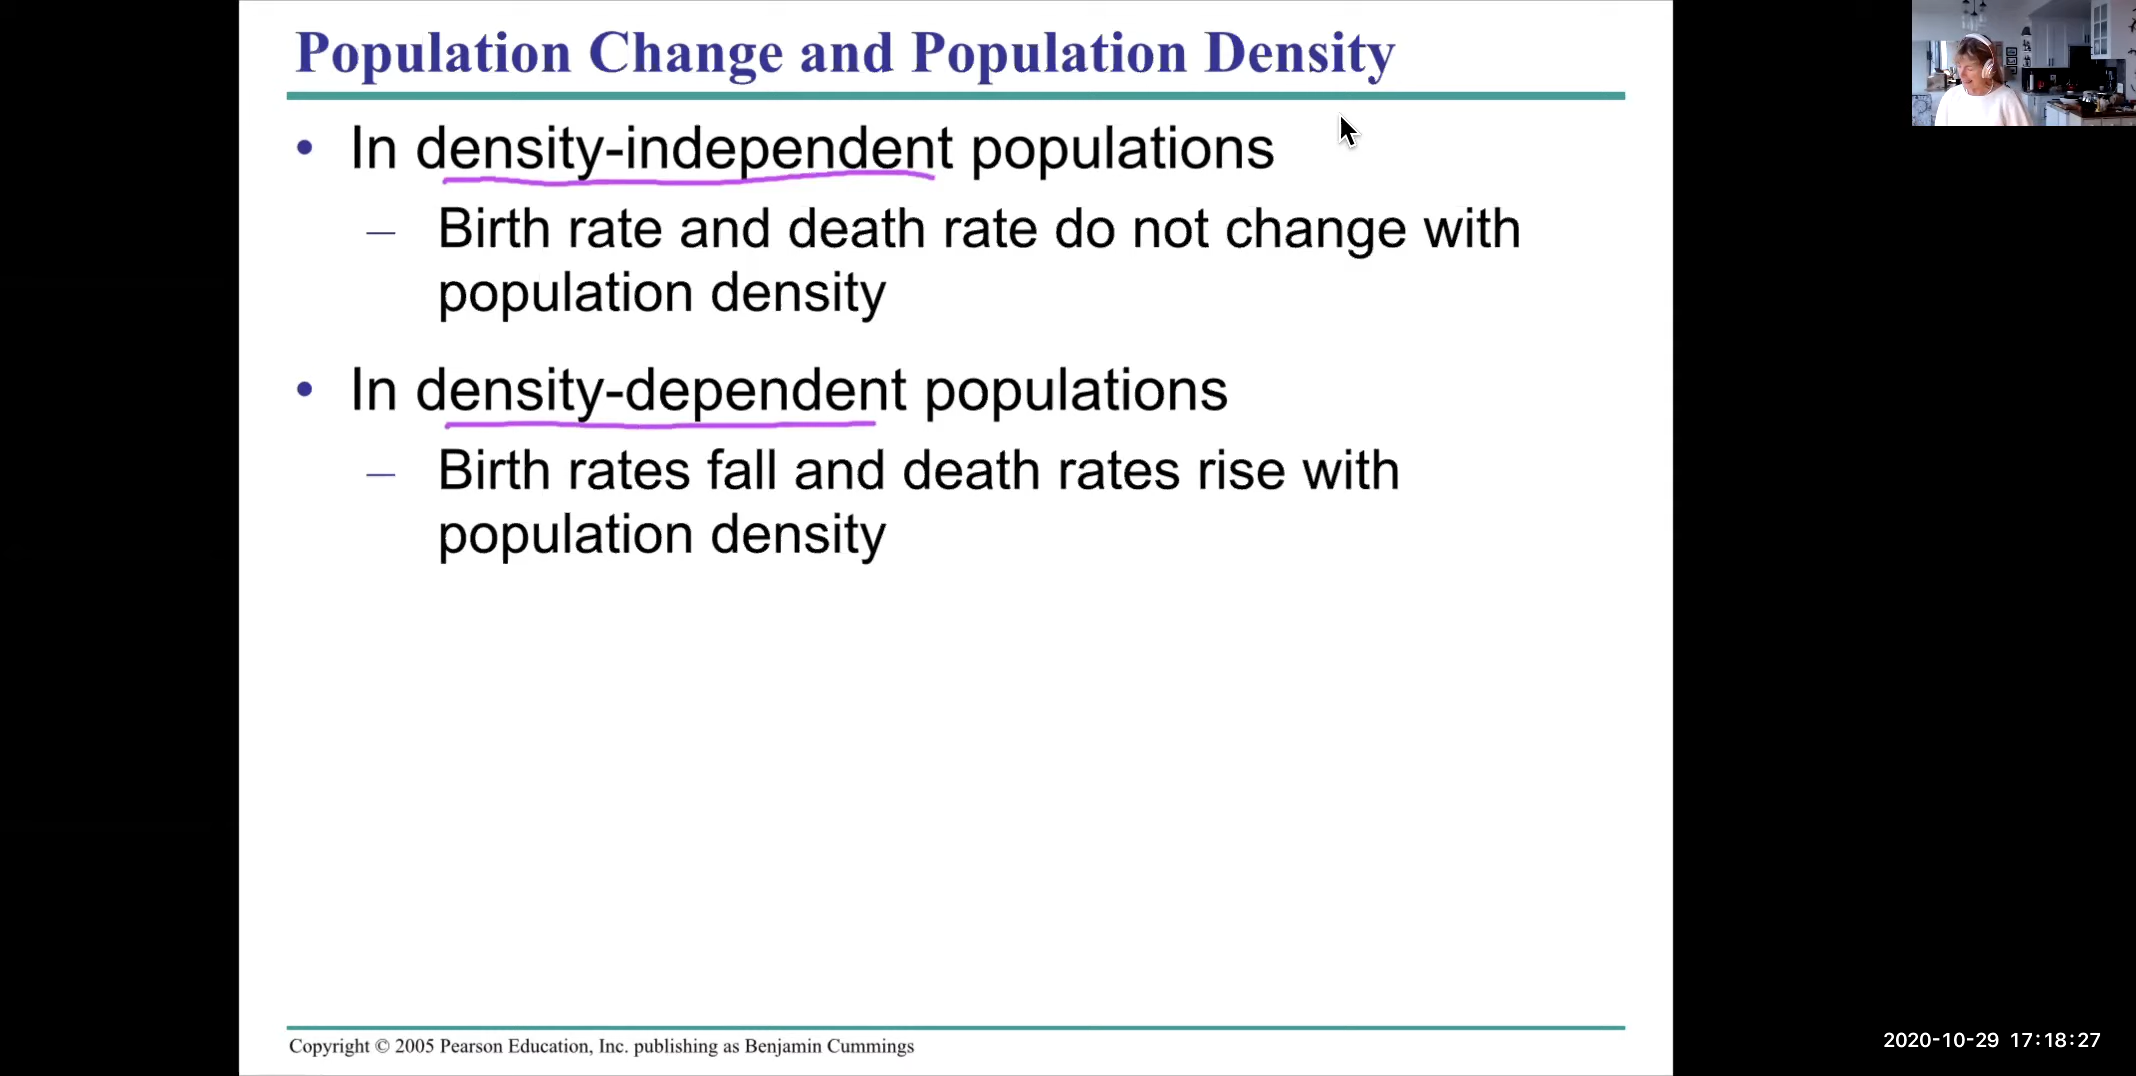 Population Change and Population Density
• In density-independent populations
– Birth rate and death rate do not change with
population density
• In density-dependent populations
– Birth rates fall and death rates rise with
population density
Copyright © 2005 Pearson Education, Inc. publishing as Benjamin Cummings
2020-10-29 17:18:27